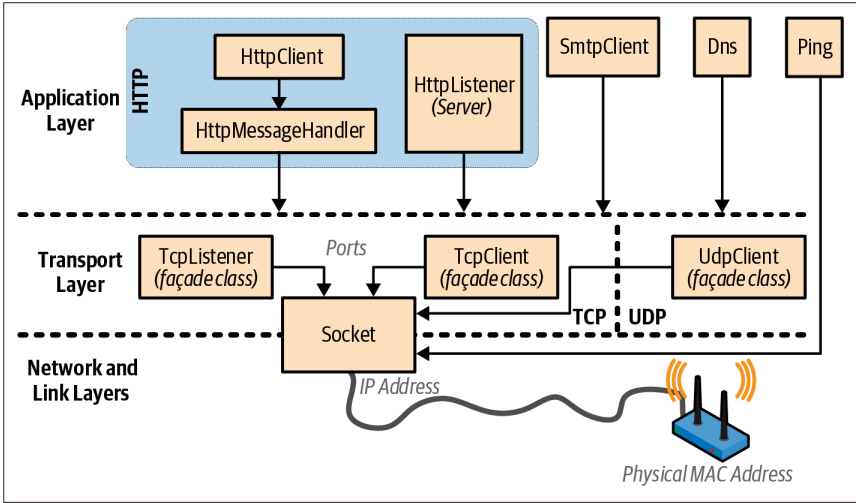 Application
Layer
HTTP
HttpClient
HttpMessageHandler
HttpListener
(Server)
SmtpClient
Dns
Ping
Transport
Layer
TcpListener
(façade class)
Ports
TcpClient
(façade class)
UdpClient
(façade class)
Socket
TCP
UDP
Network and
Link Layers
IP Address
Physical MAC Address